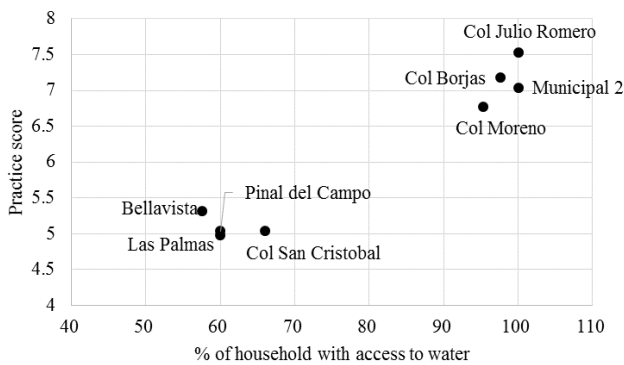 8
7.5
7
6.5
6
5.5
5
4.5
4
Practice score
Col Julio Romero
Col Borjas
Municipal 2
Col Moreno
Pinal del Campo
Bellavista
Las Palmas
Col San Cristobal
40 50 60 70 80 90 100 110
% of household with access to water